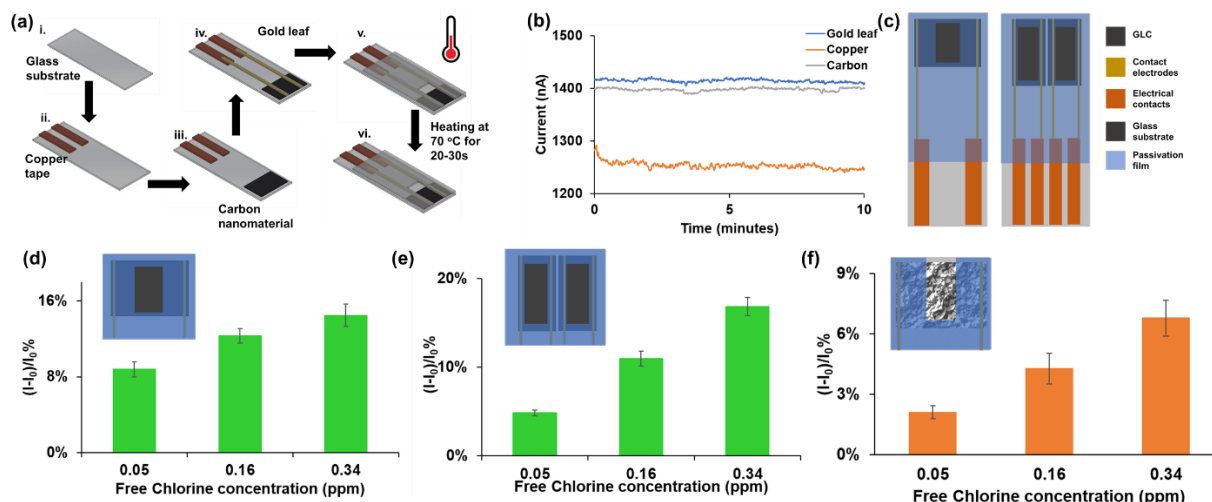 (a)
i.
Glass
substrate
ii.
Copper
tape
iii.
Carbon
nanomaterial
iv.
Gold leaf
v.
Heating at
70 °C for
20-30s
vi.
(b)
1500
1400
1300
1200
Current (nA)
Gold leaf
Copper
Carbon
0
5
10
Time (minutes)
(c)
GLC
Contact
electrodes
Electrical
contacts
Glass
substrate
Passivation
film
(d)
16%
8%
0%
(I-I₀)/I₀%
0.05
0.16
0.34
Free Chlorine concentration (ppm)
(e)
20%
10%
0%
(I-I₀)/I₀%
0.05
0.16
0.34
Free Chlorine concentration (ppm)
(f)
9%
6%
3%
0%
(I-I₀)/I₀%
0.05
0.16
0.34
Free Chlorine concentration (ppm)